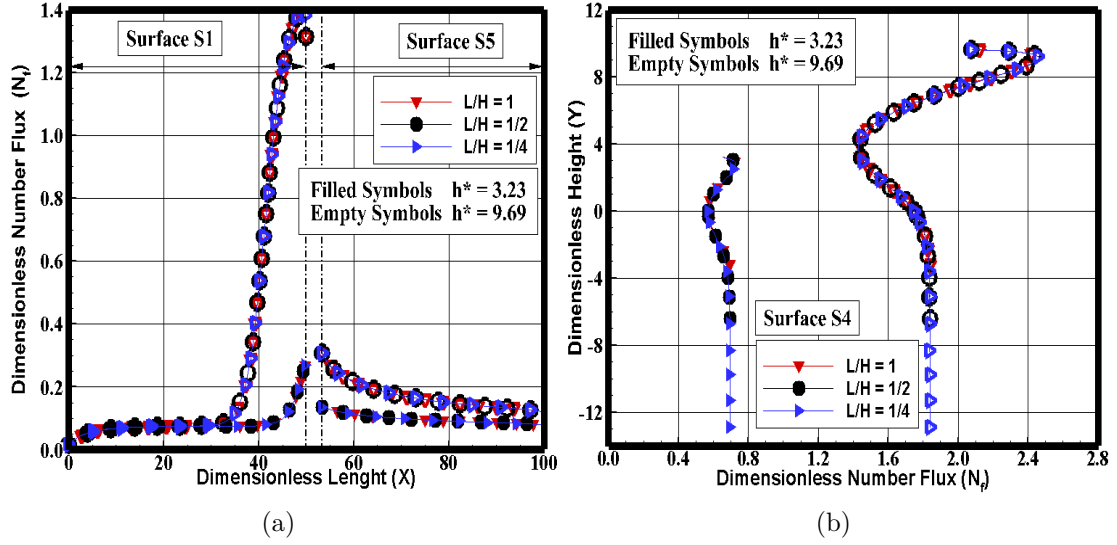 1.4
1.2
1.0
0.8
0.6
0.4
0.2
0.0
Dimensionless Number Flux (Nf)
Surface S1
Surface S5
L/H = 1
L/H = 1/2
L/H = 1/4
Filled Symbols h* = 3.23
Empty Symbols h* = 9.69
0 20 40 60 80 100
Dimensionless Lenght (X)
(a)
12
8
4
0
-4
-8
-12
Dimensionless Height (Y)
Filled Symbols h* = 3.23
Empty Symbols h* = 9.69
Surface S4
L/H = 1
L/H = 1/2
L/H = 1/4
0.0 0.4 0.8 1.2 1.6 2.0 2.4 2.8
Dimensionless Number Flux (Nf)
(b)